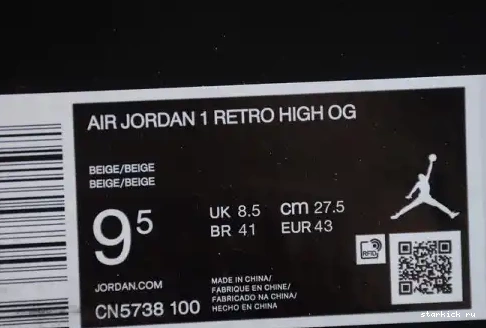 AIR JORDAN 1 RETRO HIGH OG
BEIGE/BEIGE
BEIGE/BEIGE
9⁵
UK 8.5 cm 27.5
BR 41 EUR 43
RFID
JORDAN.COM
CN5738 100
MADE IN CHINA/
FABRIQUE EN CHINE/
FABRICADO NA CHINA/
HECHO EN CHINA
starkick ru